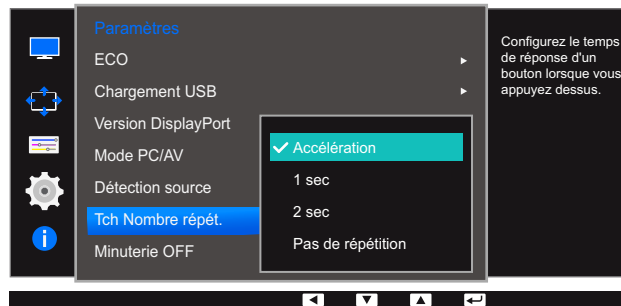 Paramètres
ECO
Chargement USB
Version DisplayPort
Mode PC/AV
Détection source
Tch Nombre répét.
Minuterie OFF
Accélération
1 sec
2 sec
Pas de répétition
Configurez le temps
de réponse d'un
bouton lorsque vous
appuyez dessus.